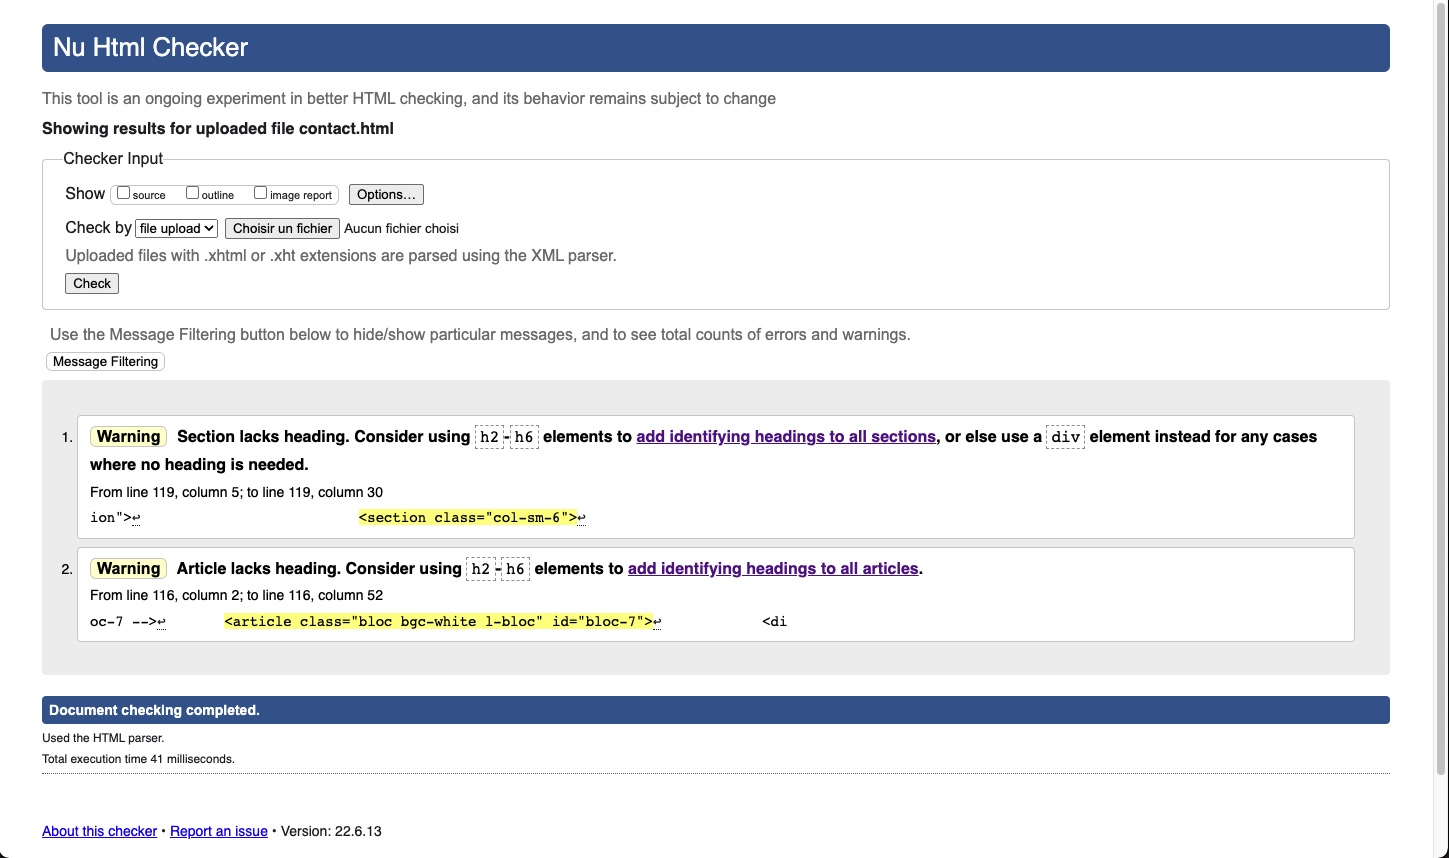 Nu Html Checker
This tool is an ongoing experiment in better HTML checking, and its behavior remains subject to change
Showing results for uploaded file contact.html
Checker Input
Show source outline image report Options...
Check by file upload Choisir un fichier Aucun fichier choisi
Uploaded files with .xhtml or .xht extensions are parsed using the XML parser.
Check
Use the Message Filtering button below to hide/show particular messages, and to see total counts of errors and warnings.
Message Filtering
1. Warning Section lacks heading. Consider using h2-h6 elements to add identifying headings to all sections, or else use a div element instead for any cases
where no heading is needed.
From line 119, column 5; to line 119, column 30
ion">↩ <section class="col-sm-6">↩
2. Warning Article lacks heading. Consider using h2-h6 elements to add identifying headings to all articles.
From line 116, column 2; to line 116, column 52
oc-7 -->↩ <article class="bloc bgc-white l-bloc" id="bloc-7">↩ <di
Document checking completed.
Used the HTML parser.
Total execution time 41 milliseconds.
About this checker • Report an issue • Version: 22.6.13